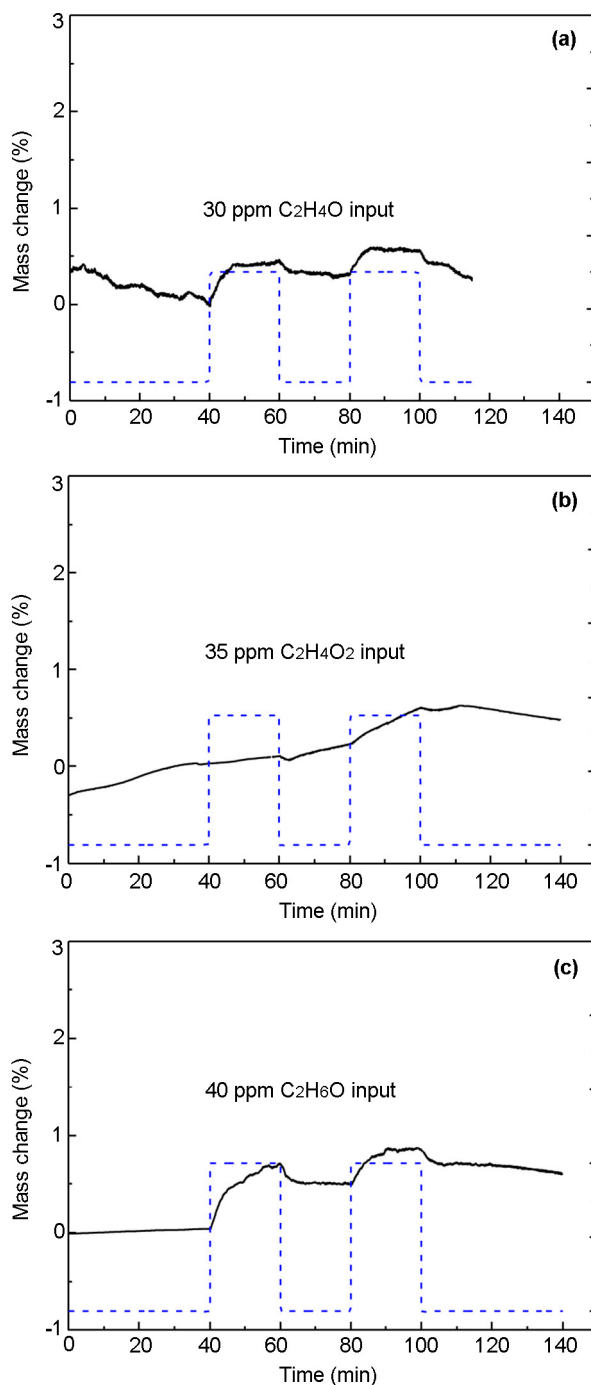 (a)
3
2
1
0
-1
Mass change (%)
30 ppm C2H4O input
0 20 40 60 80 100 120 140
Time (min)
(b)
3
2
1
0
-1
Mass change (%)
35 ppm C2H4O2 input
0 20 40 60 80 100 120 140
Time (min)
(c)
3
2
1
0
-1
Mass change (%)
40 ppm C2H6O input
0 20 40 60 80 100 120 140
Time (min)